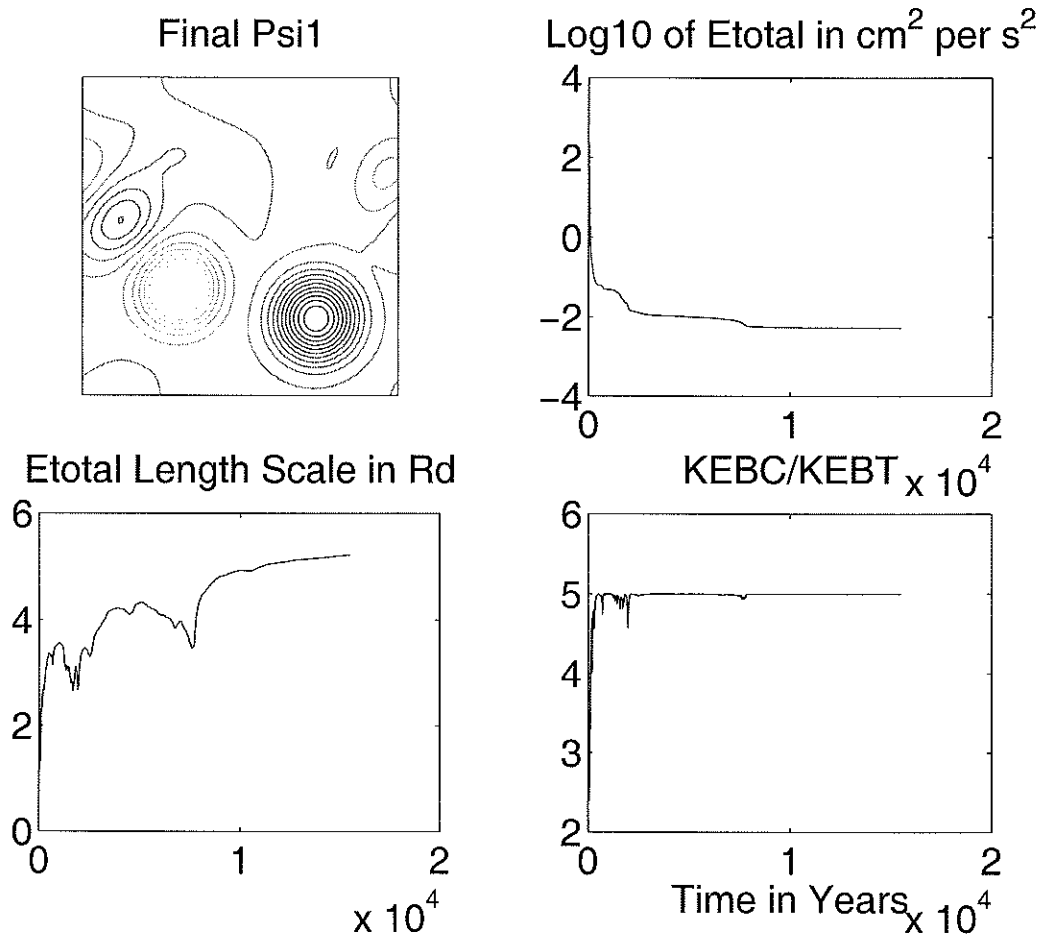 Final Psi1
Log10 of Etotal in cm² per s²
4
2
0
−2
−4
0
1
2
x 10⁴
Etotal Length Scale in Rd
6
4
2
0
0
1
2
x 10⁴
KEBC/KEBT
6
5
4
3
2
0
1
2
Time in Years
x 10⁴